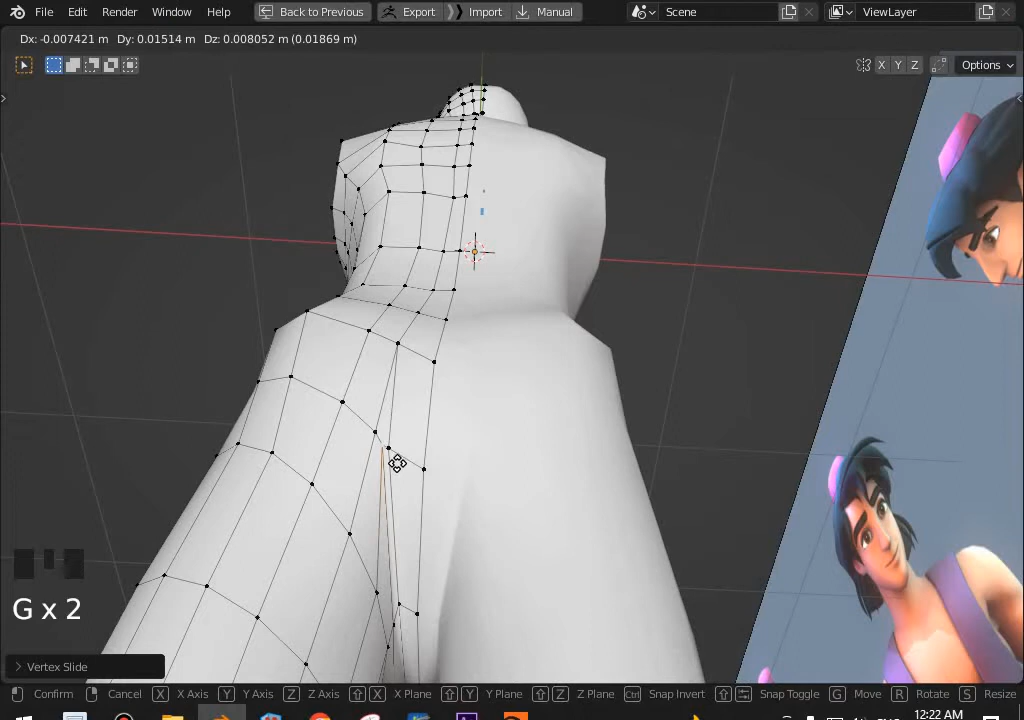 File Edit Render Window Help Back to Previous Export Import Manual Scene ViewLayer
Dx: -0.007421 m Dy: 0.01514 m Dz: 0.008052 m (0.01869 m)
X Y Z Options
G x 2
Vertex Slide
Confirm Cancel X X Axis Y Y Axis Z Z Axis X X Plane Y Y Plane Z Z Plane Ctrl Snap Invert Snap Toggle G Move R Rotate S Resize
12:22 AM